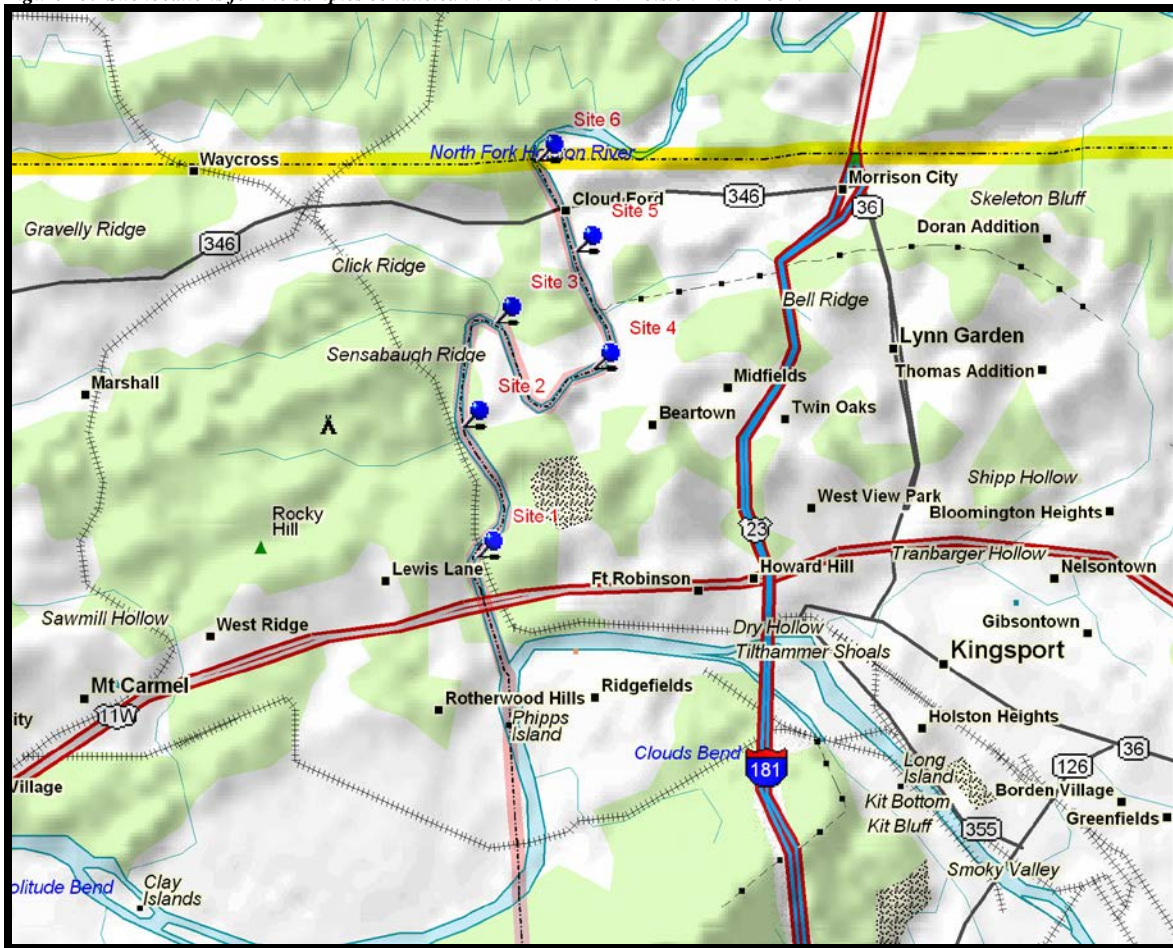 Site 6
North Fork Holston River
Waycross
Morrison City
346
36
Skeleton Bluff
Cloud Ford
Site 5
Doran Addition
Gravelly Ridge
346
Click Ridge
Site 3
Bell Ridge
Sensabaugh Ridge
Site 4
Lynn Garden
Marshall
Midfields
Thomas Addition
Site 2
Beartown
Twin Oaks
Shipp Hollow
West View Park
Bloomington Heights
Rocky
Hill
Site 1
23
Tranbarger Hollow
Lewis Lane
Ft Robinson
Howard Hill
Nelsontown
Sawmill Hollow
West Ridge
Dry Hollow
Gibsontown
Tilthammer Shoals
Kingsport
Mt Carmel
Rotherwood Hills
Ridgefields
11W
Phipps
Island
Holston Heights
ity
Clouds Bend
36
181
Long
Island
126
Village
Kit Bottom
Borden Village
Kit Bluff
355
Greenfields
Smoky Valley
olitude Bend
Clay
Islands